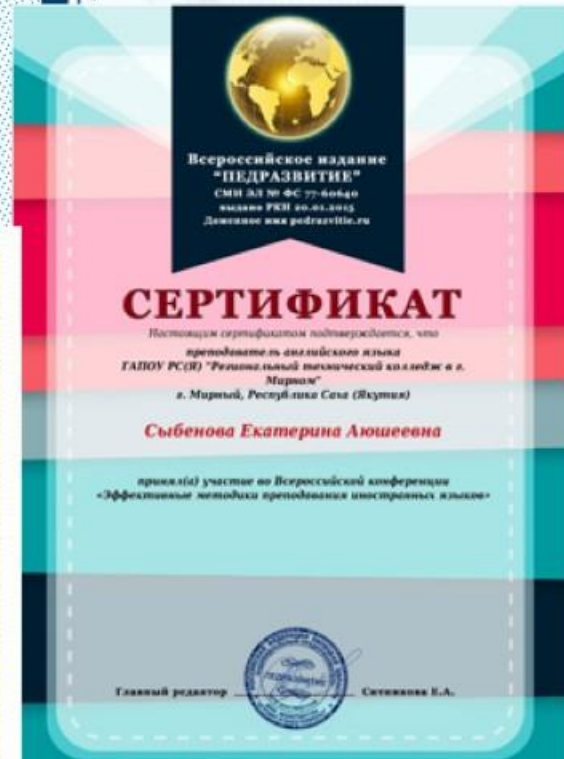 Всероссийское издание
"ПЕДРАЗВИТИЕ"
СМИ ЭЛ № ФС 77-60640
выдано РКН 20.01.2015
Доменное имя pedrazvitie.ru
СЕРТИФИКАТ
Настоящим сертификатом подтверждается, что
преподаватель английского языка
ГАПОУ РС(Я) "Региональный технический колледж в г.
Мирном"
г. Мирный, Республика Саха (Якутия)
Сыбенова Екатерина Аюшеевна
принял(а) участие во Всероссийской конференции
«Эффективные методики преподавания иностранных языков»
ПЕДРАЗВИТИЕ
Главный редактор Ситникова Е.А.